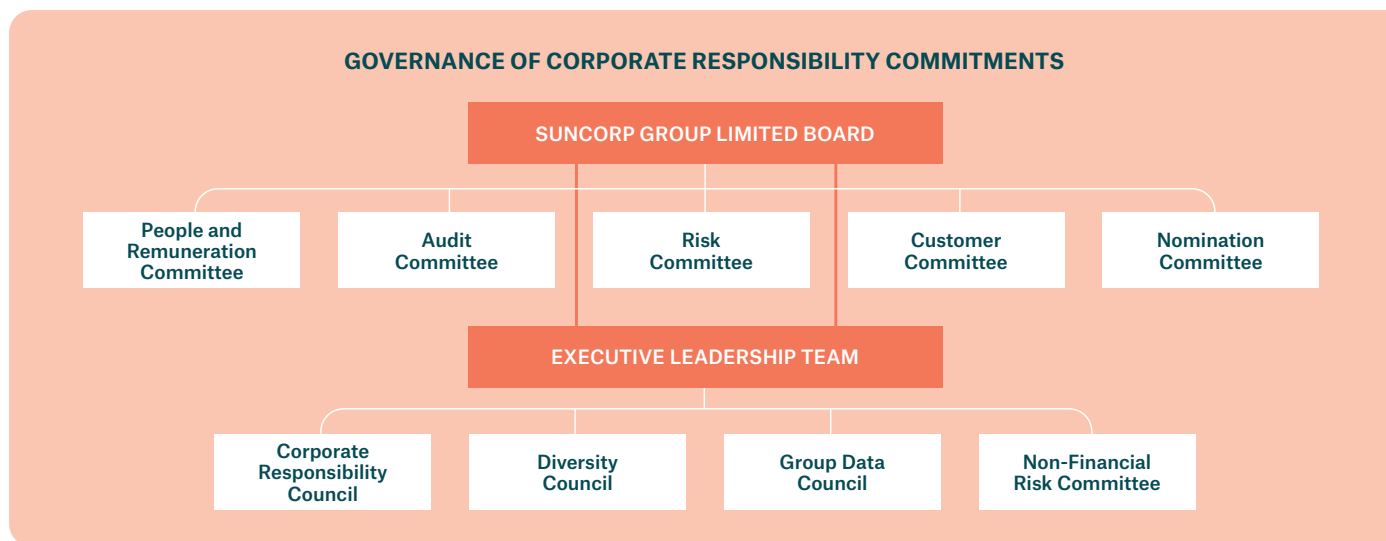 GOVERNANCE OF CORPORATE RESPONSIBILITY COMMITMENTS
SUNCORP GROUP LIMITED BOARD
People and
Remuneration
Committee
Audit
Committee
Risk
Committee
Customer
Committee
Nomination
Committee
EXECUTIVE LEADERSHIP TEAM
Corporate
Responsibility
Council
Diversity
Council
Group Data
Council
Non-Financial
Risk Committee